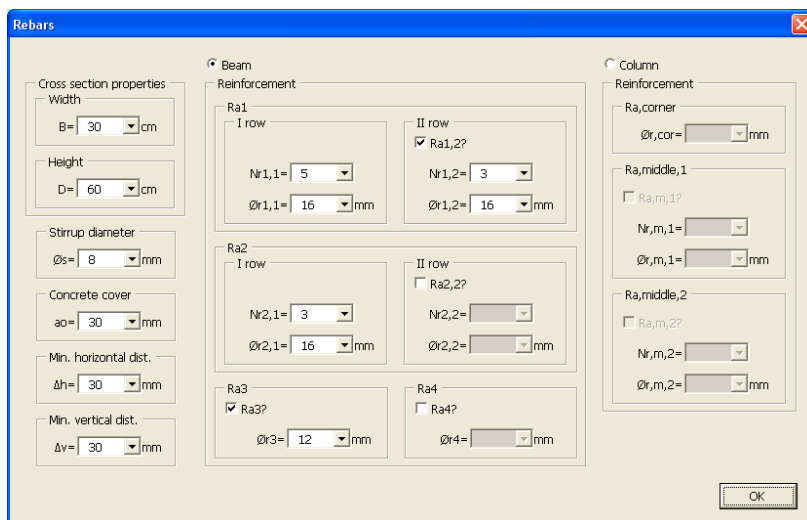 Rebars
Beam
Column
Cross section properties
Width
B= 30 cm
Height
D= 60 cm
Stirrup diameter
Øs= 8 mm
Concrete cover
ao= 30 mm
Min. horizontal dist.
Δh= 30 mm
Min. vertical dist.
Δv= 30 mm
Reinforcement
Ra1
I row
Nr1,1= 5
Ør1,1= 16 mm
II row
Ra1,2?
Nr1,2= 3
Ør1,2= 16 mm
Ra2
I row
Nr2,1= 3
Ør2,1= 16 mm
II row
Ra2,2?
Nr2,2=
Ør2,2= mm
Ra3
Ra3?
Ør3= 12 mm
Ra4
Ra4?
Ør4= mm
Reinforcement
Ra,corner
Ør,cor= mm
Ra,middle,1
Ra,m,1?
Nr,m,1=
Ør,m,1= mm
Ra,middle,2
Ra,m,2?
Nr,m,2=
Ør,m,2= mm
OK